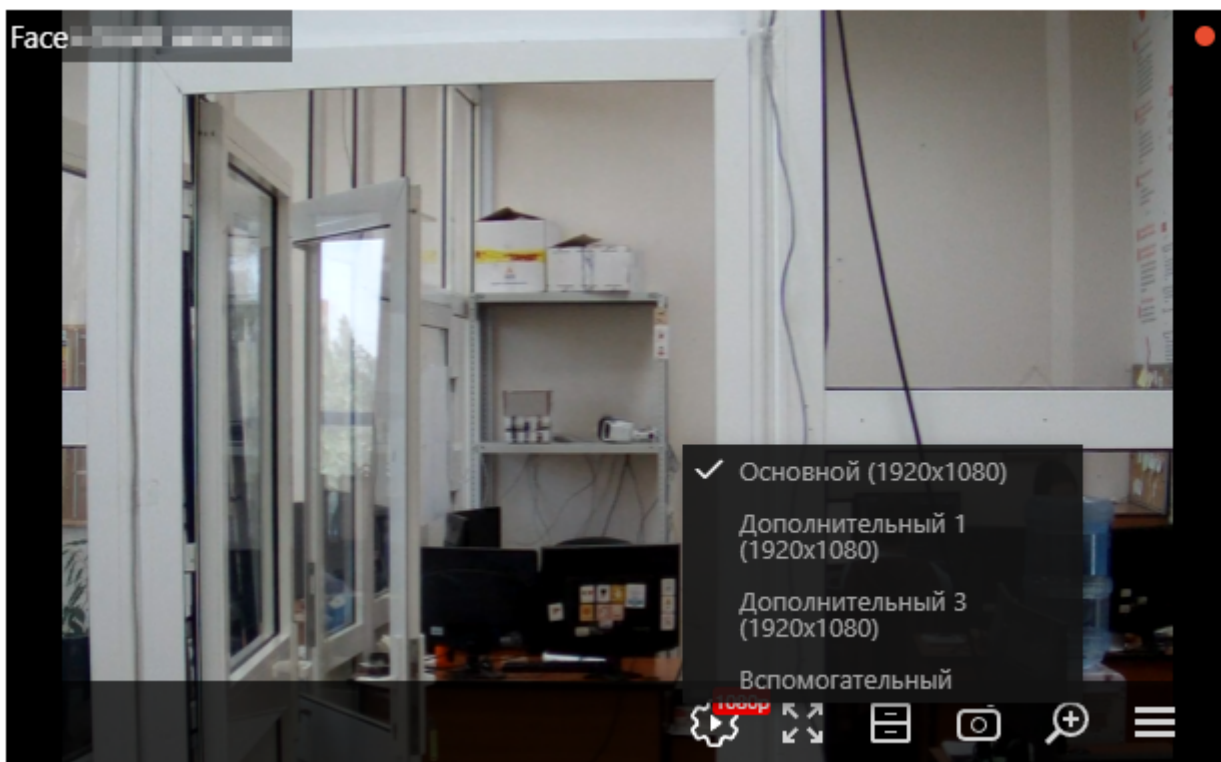 Face
Основной (1920x1080)
Дополнительный 1
(1920x1080)
Дополнительный 3
(1920x1080)
Вспомогательный
1080p